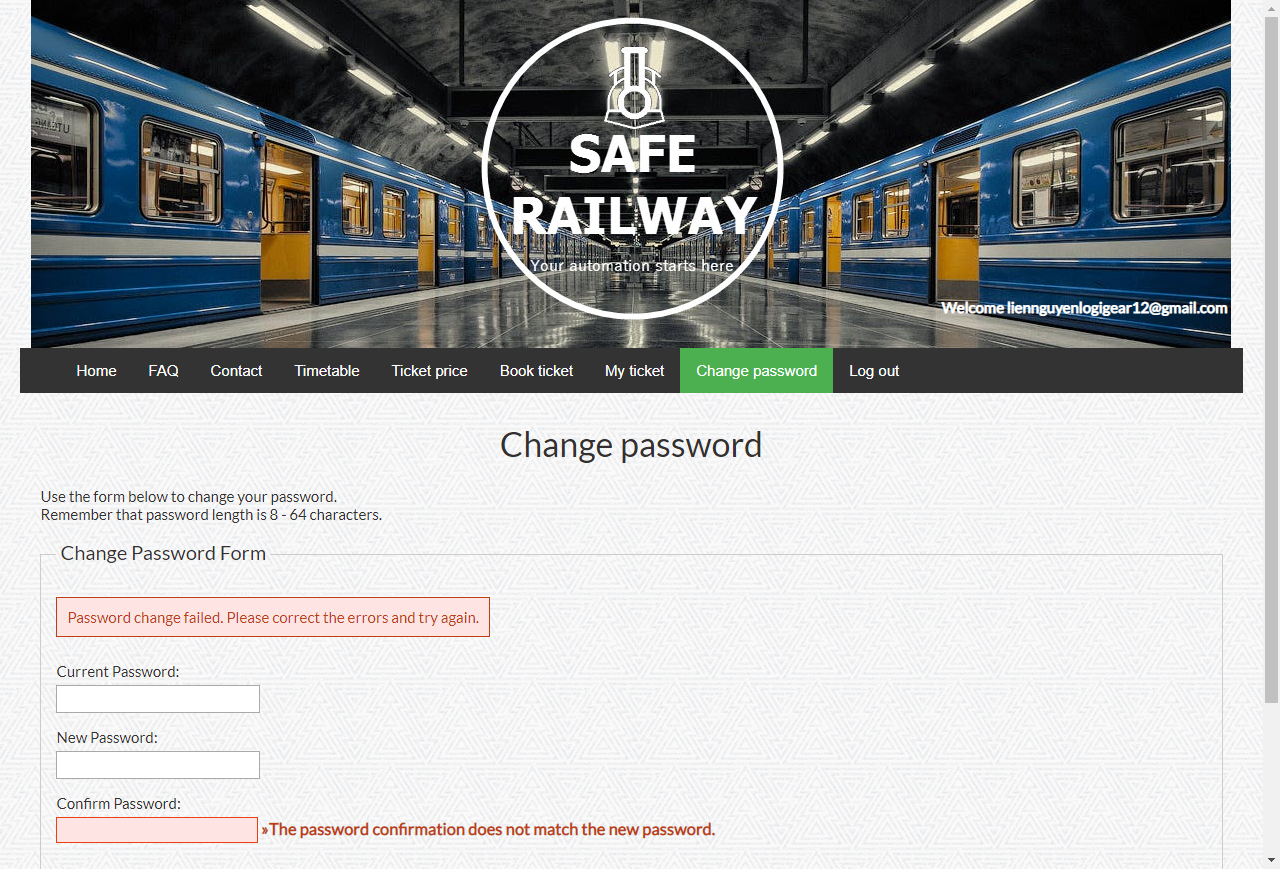 SAFE
RAILWAY
Your automation starts here
Welcome liennguyenlogigear12@gmail.com
Home FAQ Contact Timetable Ticket price Book ticket My ticket Change password Log out
Change password
Use the form below to change your password.
Remember that password length is 8 - 64 characters.
Change Password Form
Password change failed. Please correct the errors and try again.
Current Password:
New Password:
Confirm Password:
»The password confirmation does not match the new password.